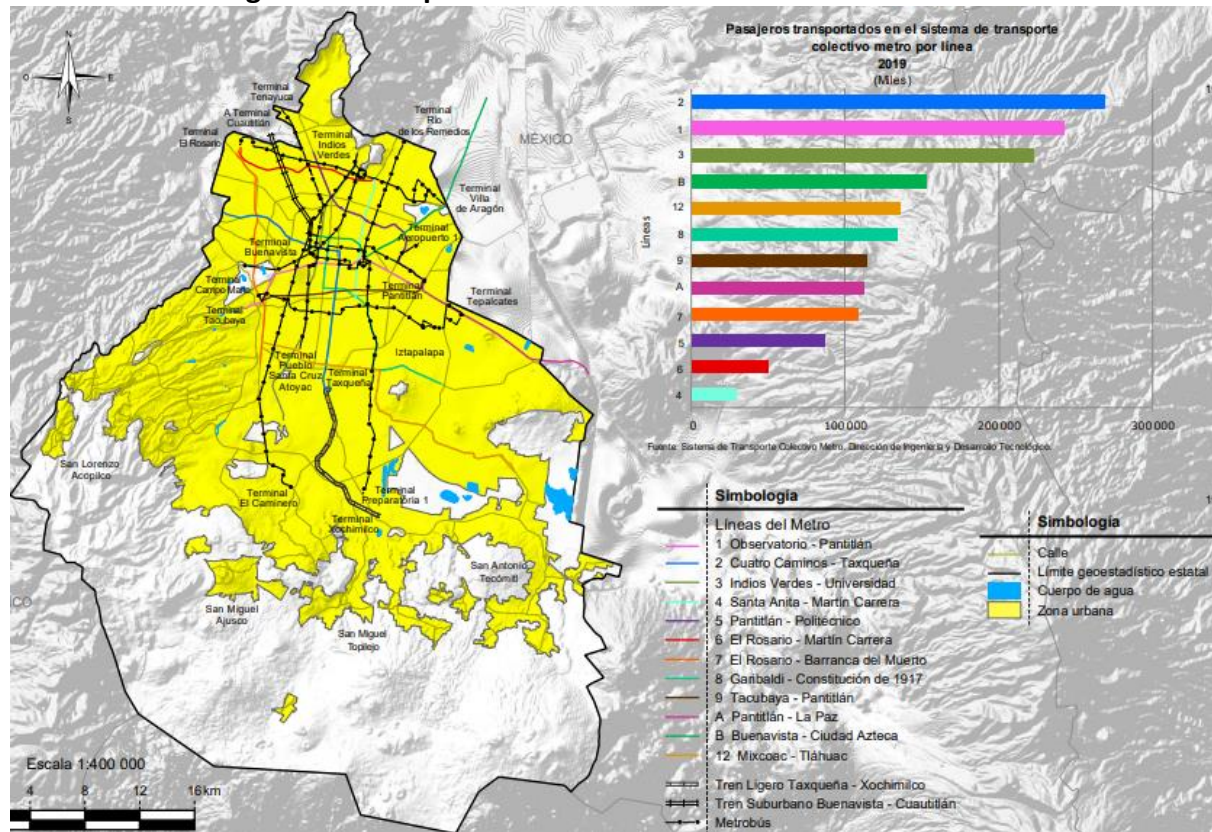 N
O
E
S
Terminal
Tenayuca
A Terminal
Cuautitlán
Terminal
El Rosario
Terminal
Indios
Verdes
Terminal
Río
de los Remedios
MÉXICO
Terminal
Villa
de Aragón
Terminal
Aeropuerto 1
Terminal
Buenavista
Terminal
Campo Marte
Terminal
Tacubaya
Terminal
Pantitlán
Terminal
Tepalcates
Terminal
Pueblo
Santa Cruz
Atoyac
Terminal
Taxqueña
Iztapalapa
San Lorenzo
Acopilco
Terminal
El Caminero
Terminal
Preparatoria 1
Terminal
Xochimilco
San Antonio
Tecómitl
San Miguel
Ajusco
San Miguel
Topilejo
Escala 1:400 000
4 8 12 16 km
Pasajeros transportados en el sistema de transporte
colectivo metro por línea
2019
(Miles)
Líneas
2
1
3
B
12
8
9
A
7
5
6
4
0 100 000 200 000 300 000
Fuente: Sistema de Transporte Colectivo Metro. Dirección de Ingeniería y Desarrollo Tecnológico.
Simbología
Líneas del Metro
1 Observatorio - Pantitlán
2 Cuatro Caminos - Taxqueña
3 Indios Verdes - Universidad
4 Santa Anita - Martín Carrera
5 Pantitlán - Politécnico
6 El Rosario - Martín Carrera
7 El Rosario - Barranca del Muerto
8 Garibaldi - Constitución de 1917
9 Tacubaya - Pantitlán
A Pantitlán - La Paz
B Buenavista - Ciudad Azteca
12 Mixcoac - Tláhuac
Tren Ligero Taxqueña - Xochimilco
Tren Suburbano Buenavista - Cuautitlán
Metrobús
Simbología
Calle
Límite geoestadístico estatal
Cuerpo de agua
Zona urbana